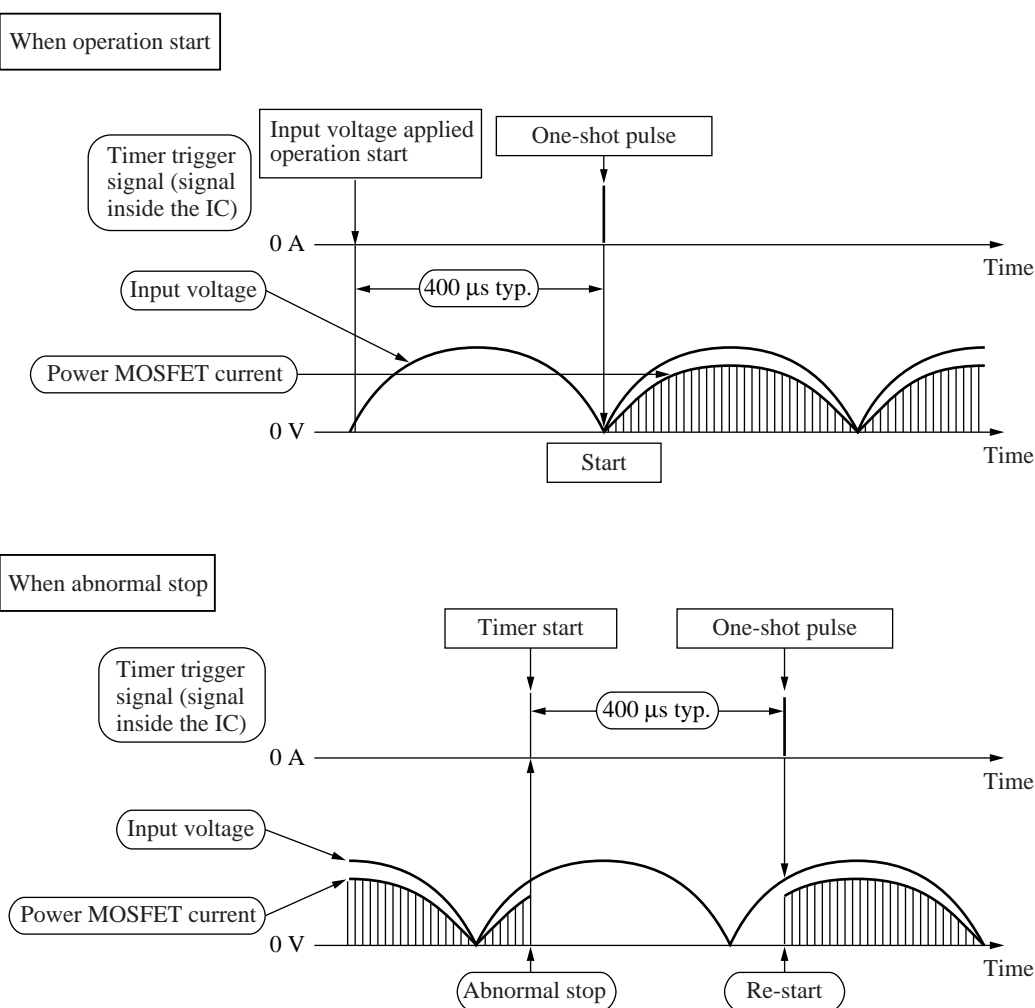 When operation start
Input voltage applied
operation start
One-shot pulse
Timer trigger
signal (signal
inside the IC)
0 A
Time
Input voltage
400 μs typ.
Power MOSFET current
0 V
Time
Start
When abnormal stop
Timer start
One-shot pulse
Timer trigger
signal (signal
inside the IC)
400 μs typ.
0 A
Time
Input voltage
Power MOSFET current
0 V
Time
Abnormal stop
Re-start